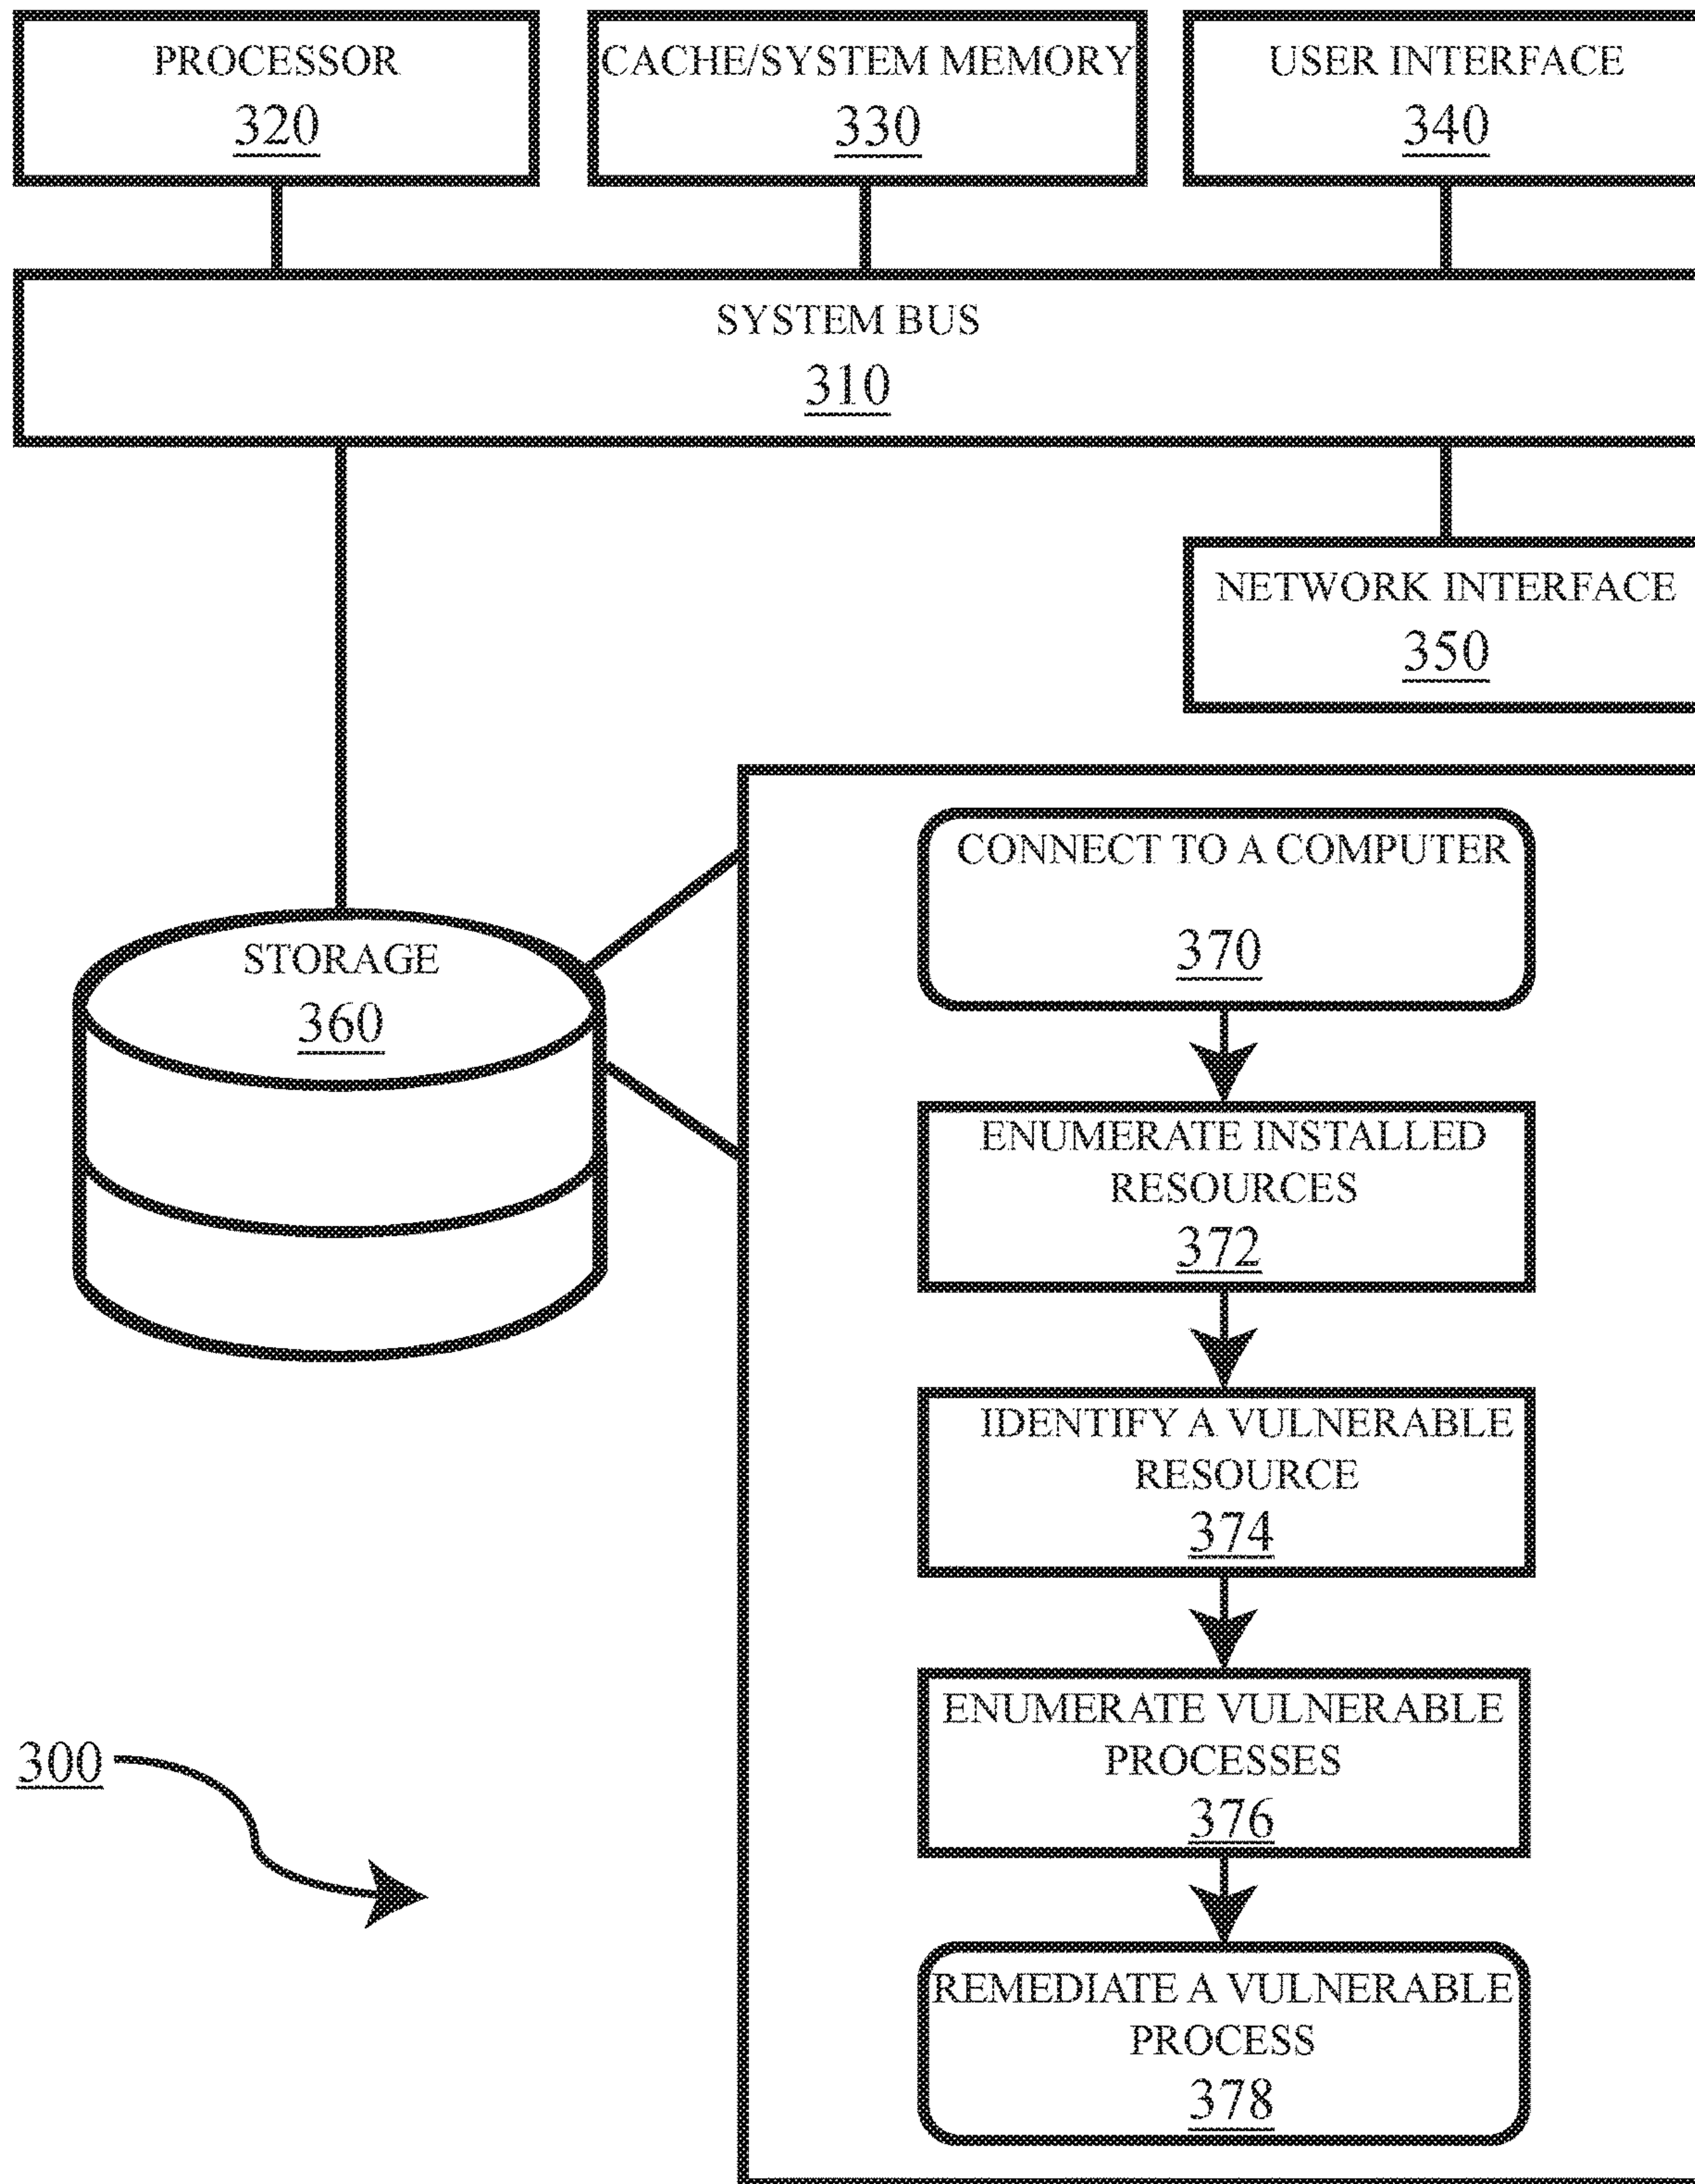 PROCESSOR
320
CACHE/SYSTEM MEMORY
330
USER INTERFACE
340
SYSTEM BUS
310
NETWORK INTERFACE
350
STORAGE
360
CONNECT TO A COMPUTER
370
ENUMERATE INSTALLED
RESOURCES
372
IDENTIFY A VULNERABLE
RESOURCE
374
ENUMERATE VULNERABLE
PROCESSES
376
REMEDIATE A VULNERABLE
PROCESS
378
300